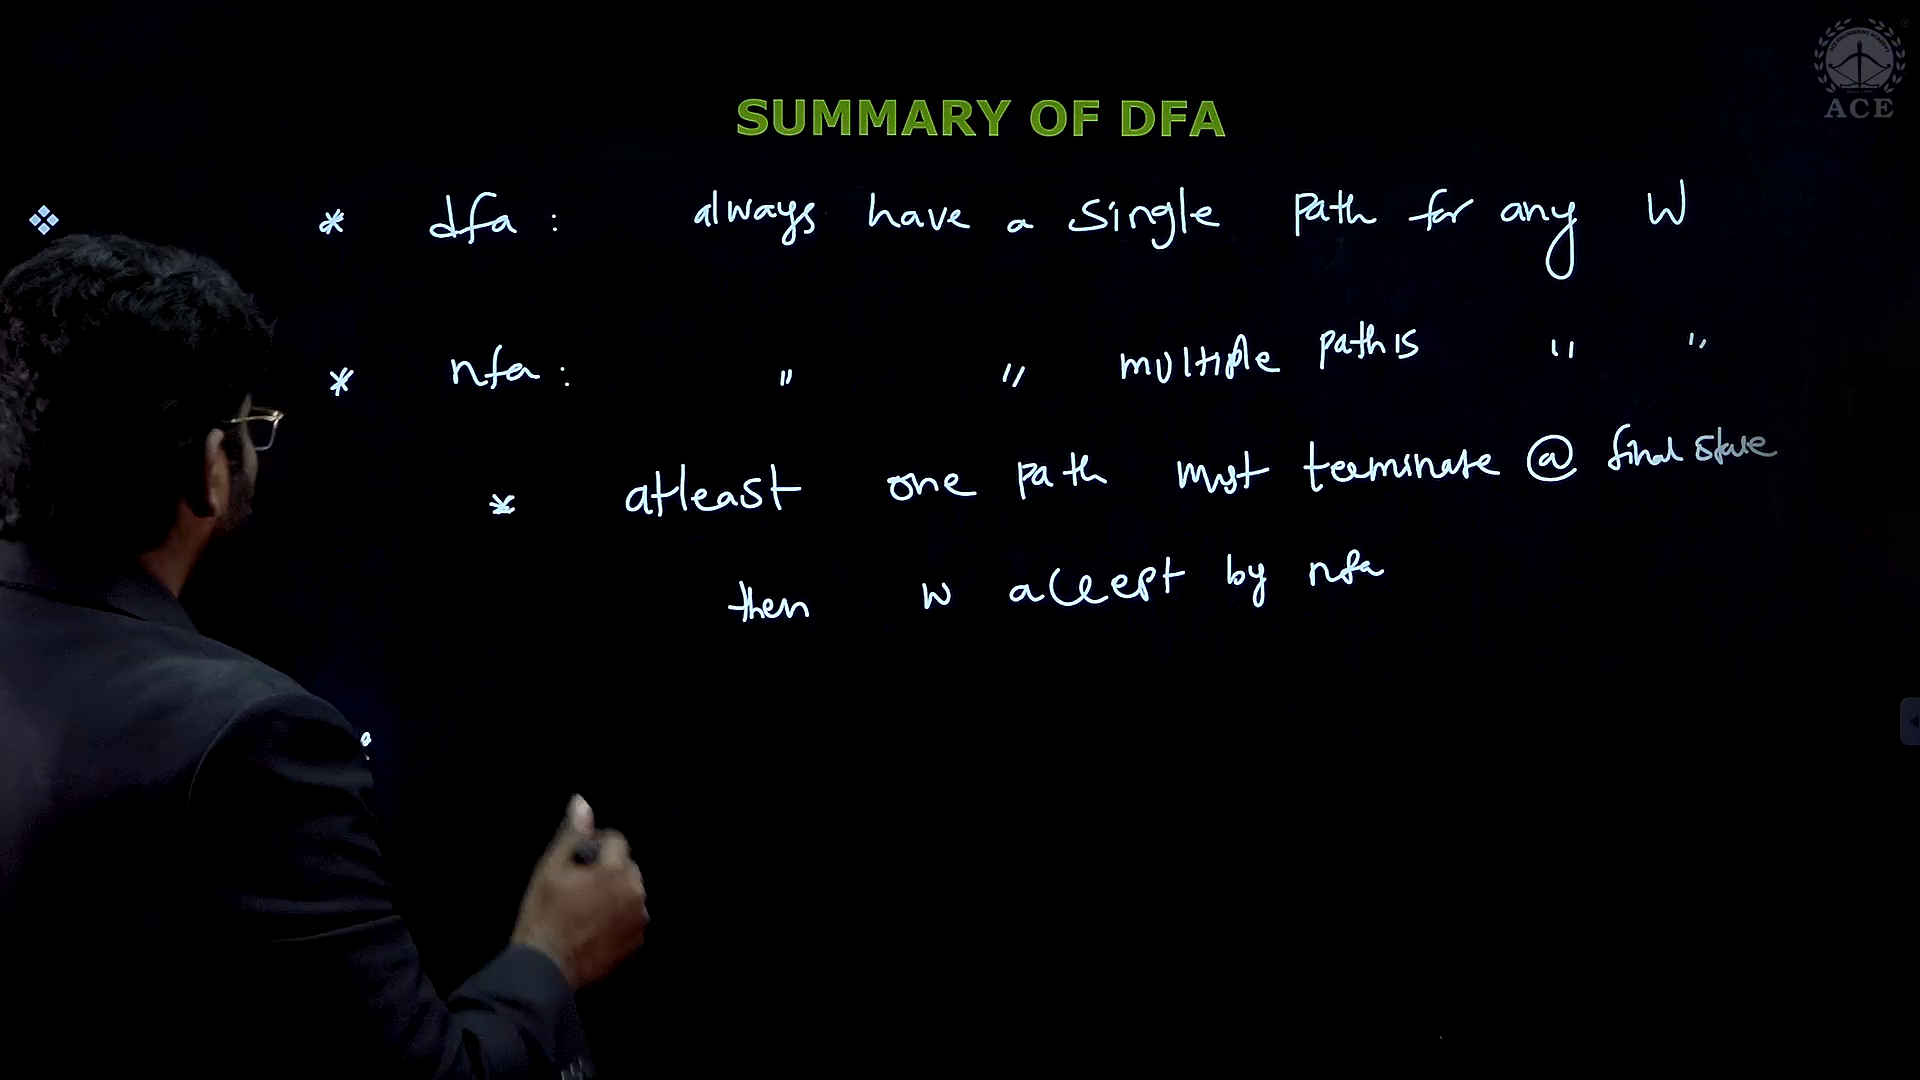 ACE
SUMMARY OF DFA
* dfa : always have a single path for any W
* nfa : " " multiple paths " "
* atleast one path must terminate @ final state
then w accept by nfa